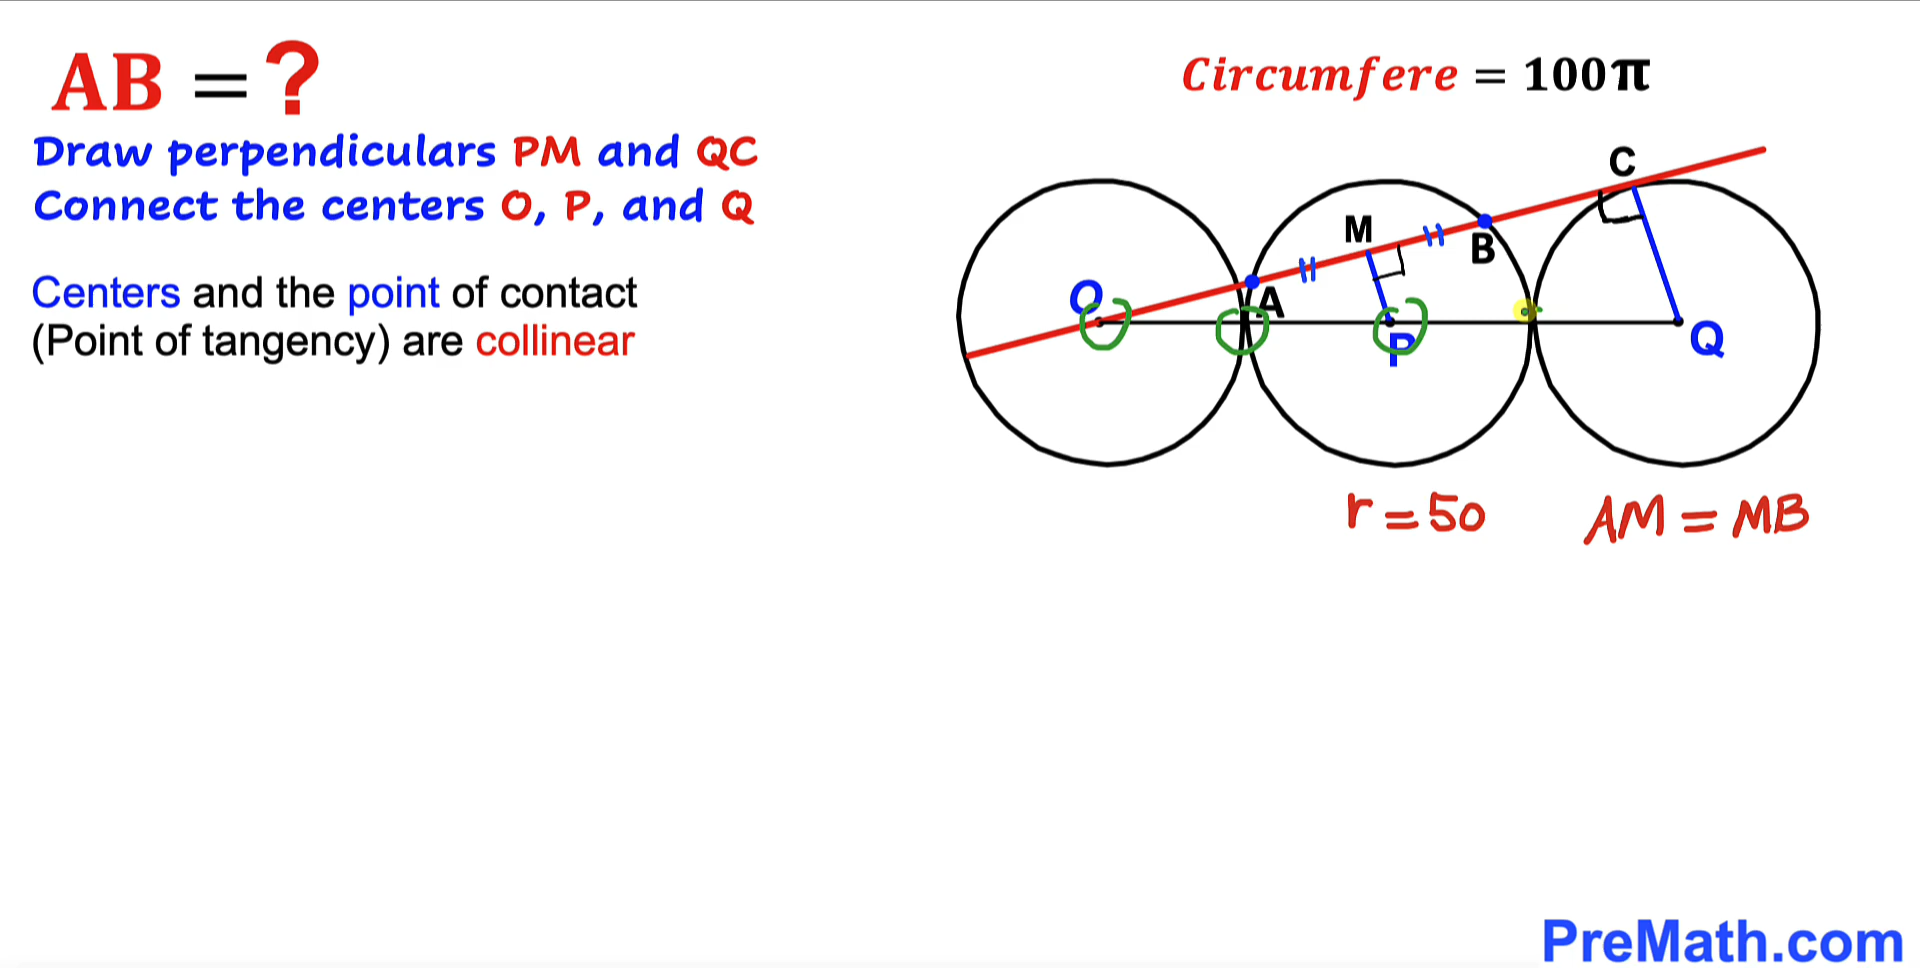 AB = ?
Circumfere = 100π
Draw perpendiculars PM and QC
Connect the centers O, P, and Q
Centers and the point of contact
(Point of tangency) are collinear
C
M
B
O
A
P
Q
r = 50
AM = MB
PreMath.com